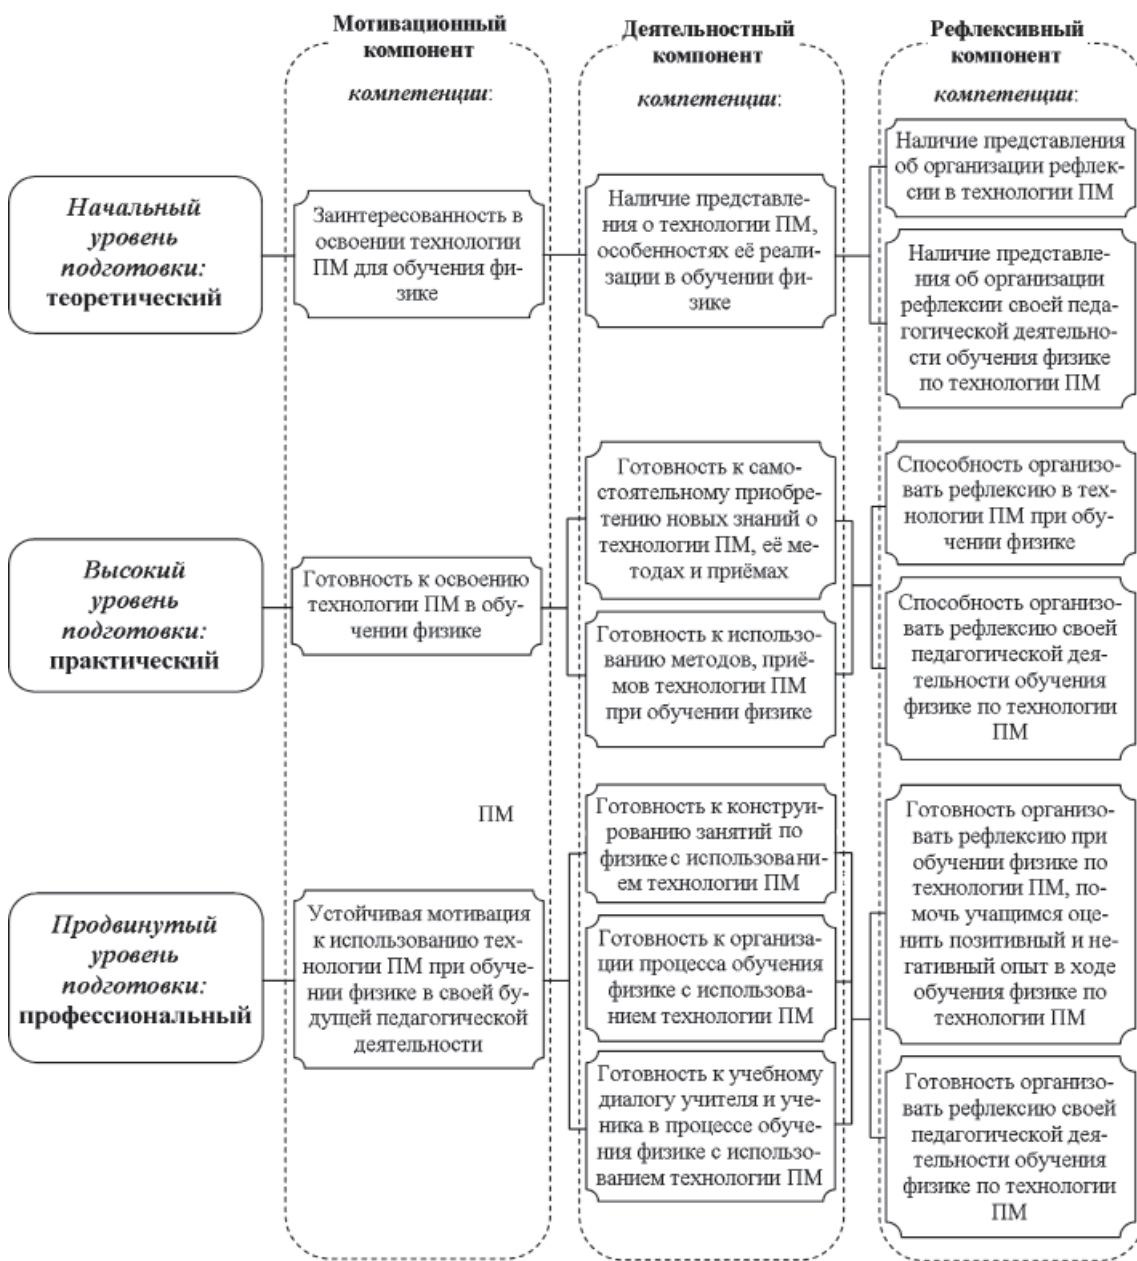 Мотивационный
компонент
компетенции:
Деятельностный
компонент
компетенции:
Рефлексивный
компонент
компетенции:
Начальный
уровень
подготовки:
теоретический
Заинтересованность в
освоении технологии
ПМ для обучения фи-
зике
Наличие представле-
ния о технологии ПМ,
особенностях её реали-
зации в обучении фи-
зике
Наличие представления
об организации рефлек-
сии в технологии ПМ
Наличие представле-
ния об организации
рефлексии своей педа-
гогической деятельно-
сти обучения физике
по технологии ПМ
Высокий
уровень
подготовки:
практический
Готовность к освоению
технологии ПМ в обу-
чении физике
Готовность к само-
стоятельному приобре-
тению новых знаний о
технологии ПМ, её ме-
тодах и приёмах
Готовность к использо-
ванию методов, приё-
мов технологии ПМ
при обучении физике
Способность организо-
вать рефлексию в тех-
нологии ПМ при обу-
чении физике
Способность организо-
вать рефлексию своей
педагогической дея-
тельности обучения
физике по технологии
ПМ
ПМ
Продвинутый
уровень
подготовки:
профессиональный
Устойчивая мотивация
к использованию тех-
нологии ПМ при обуче-
нии физике в своей бу-
дущей педагогической
деятельности
Готовность к конструи-
рованию занятий по
физике с использовани-
ем технологии ПМ
Готовность к организа-
ции процесса обучения
физике с использова-
нием технологии ПМ
Готовность к учебному
диалогу учителя и уче-
ника в процессе обуче-
ния физике с использо-
ванием технологии ПМ
Готовность организо-
вать рефлексию при
обучении физике по
технологии ПМ, по-
мочь учащимся оце-
нить позитивный и не-
гативный опыт в ходе
обучения физике по
технологии ПМ
Готовность организо-
вать рефлексию своей
педагогической дея-
тельности обучения
физике по технологии
ПМ